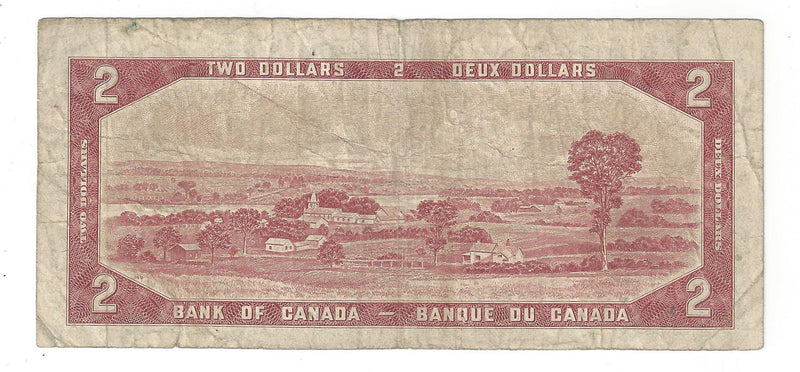 2 TWO DOLLARS 2 DEUX DOLLARS 2
TWO DOLLARS
DEUX DOLLARS
2 BANK OF CANADA — BANQUE DU CANADA 2